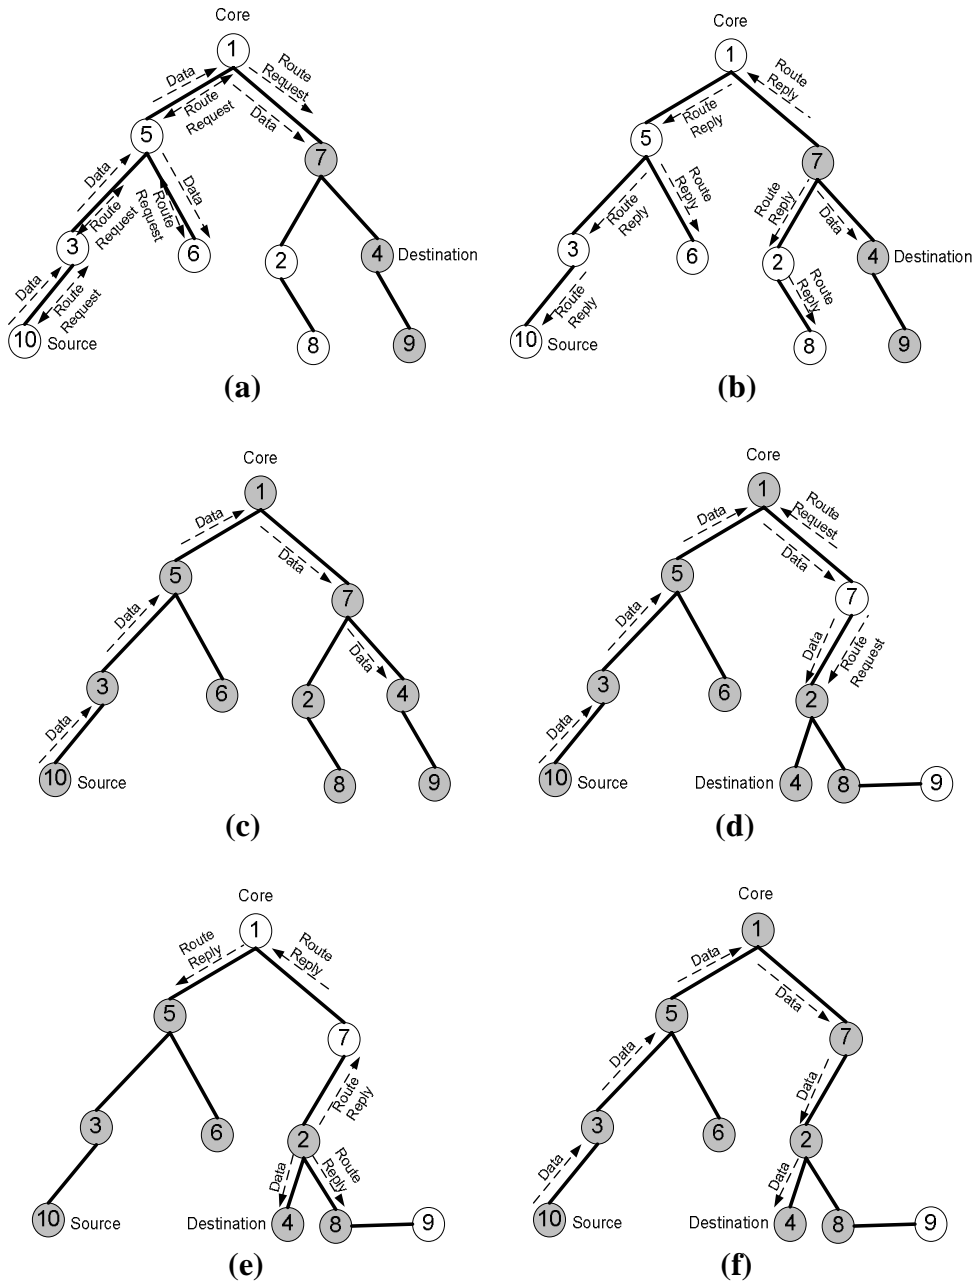 Core
1
Data
Route
Request
Route
Request
Data
5
7
Data
Route
Request
Route
Request
Data
3
6
2
4
Destination
Data
Route
Request
10
Source
8
9
(a)
Core
1
Route
Reply
Route
Reply
5
7
Route
Reply
Route
Reply
Route
Reply
Data
3
6
2
4
Destination
Route
Reply
Route
Reply
10
Source
8
9
(b)
Core
1
Data
Data
5
7
Data
Data
3
6
2
4
Data
10
Source
8
9
(c)
Core
1
Data
Route
Request
Data
5
7
Data
Data
Route
Request
3
6
2
Data
10
Source
Destination
4
8
9
(d)
Core
1
Route
Reply
Route
Reply
5
7
Route
Reply
3
6
2
Data
Route
Reply
10
Source
Destination
4
8
9
(e)
Core
1
Data
Data
5
7
Data
Data
3
6
2
Data
Data
10
Source
Destination
4
8
9
(f)